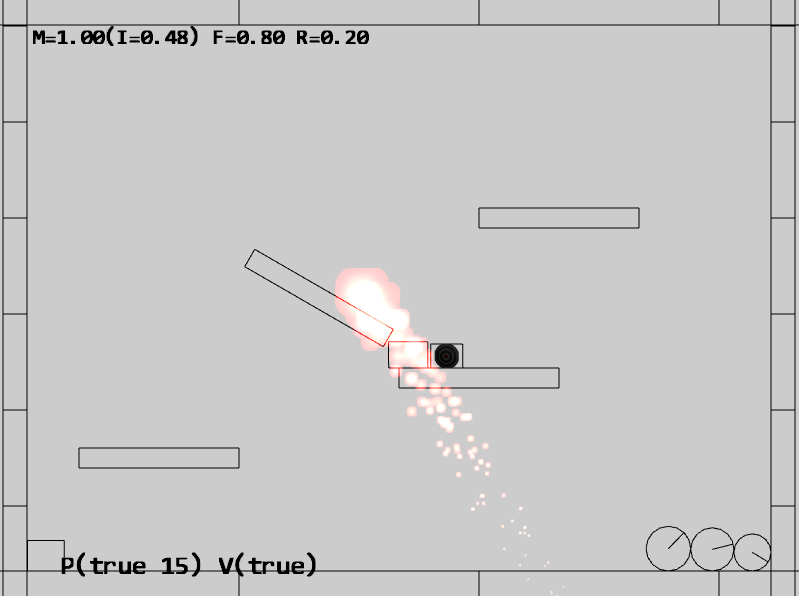 M=1.00(I=0.48) F=0.80 R=0.20
P(true 15) V(true)